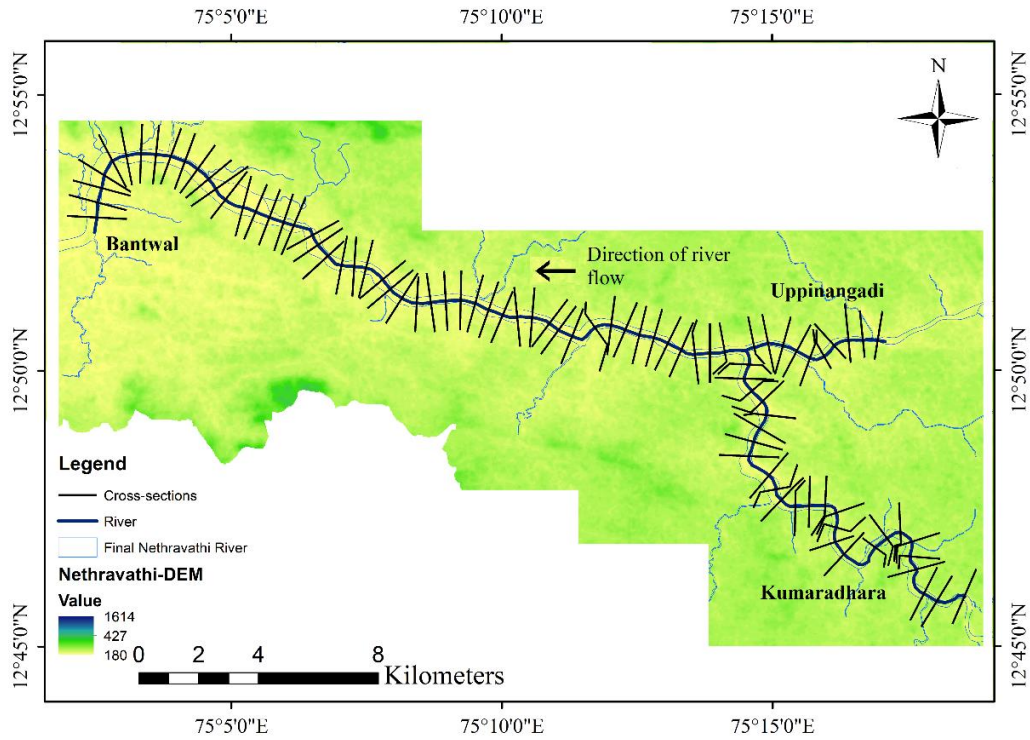 75°5'0"E
75°10'0"E
75°15'0"E
12°55'0"N
12°55'0"N
N
Bantwal
Direction of river
flow
Uppinangadi
12°50'0"N
12°50'0"N
Legend
Cross-sections
River
Final Nethravathi River
Nethravathi-DEM
Value
1614
427
180
Kumaradhara
12°45'0"N
12°45'0"N
0 2 4 8
Kilometers
75°5'0"E
75°10'0"E
75°15'0"E